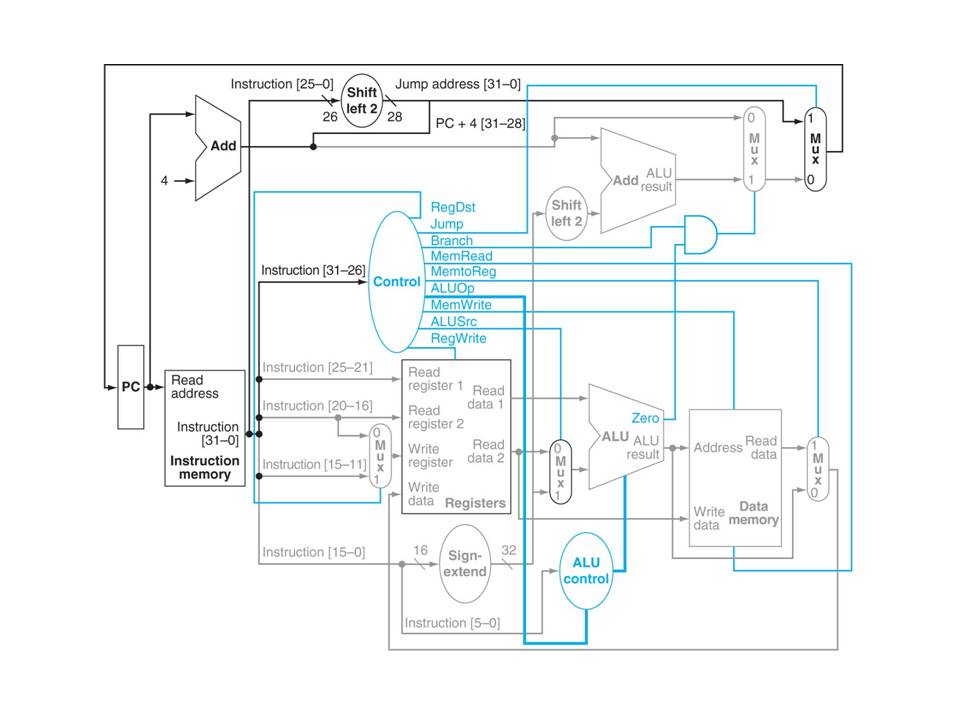 Instruction [25–0]
Shift
left 2
Jump address [31–0]
26
28
PC + 4 [31–28]
Add
4
0
M
u
x
1
1
M
u
x
0
Add
ALU
result
Shift
left 2
RegDst
Jump
Branch
MemRead
MemtoReg
ALUOp
MemWrite
ALUSrc
RegWrite
Instruction [31–26]
Control
PC
Read
address
Instruction
[31–0]
Instruction
memory
Instruction [25–21]
Instruction [20–16]
Instruction [15–11]
0
M
u
x
1
Read
register 1
Read
register 2
Write
register
Write
data
Read
data 1
Read
data 2
Registers
0
M
u
x
1
Zero
ALU
ALU
result
Address
Read
data
Write
data
Data
memory
1
M
u
x
0
Instruction [15–0]
16
Sign-
extend
32
ALU
control
Instruction [5–0]